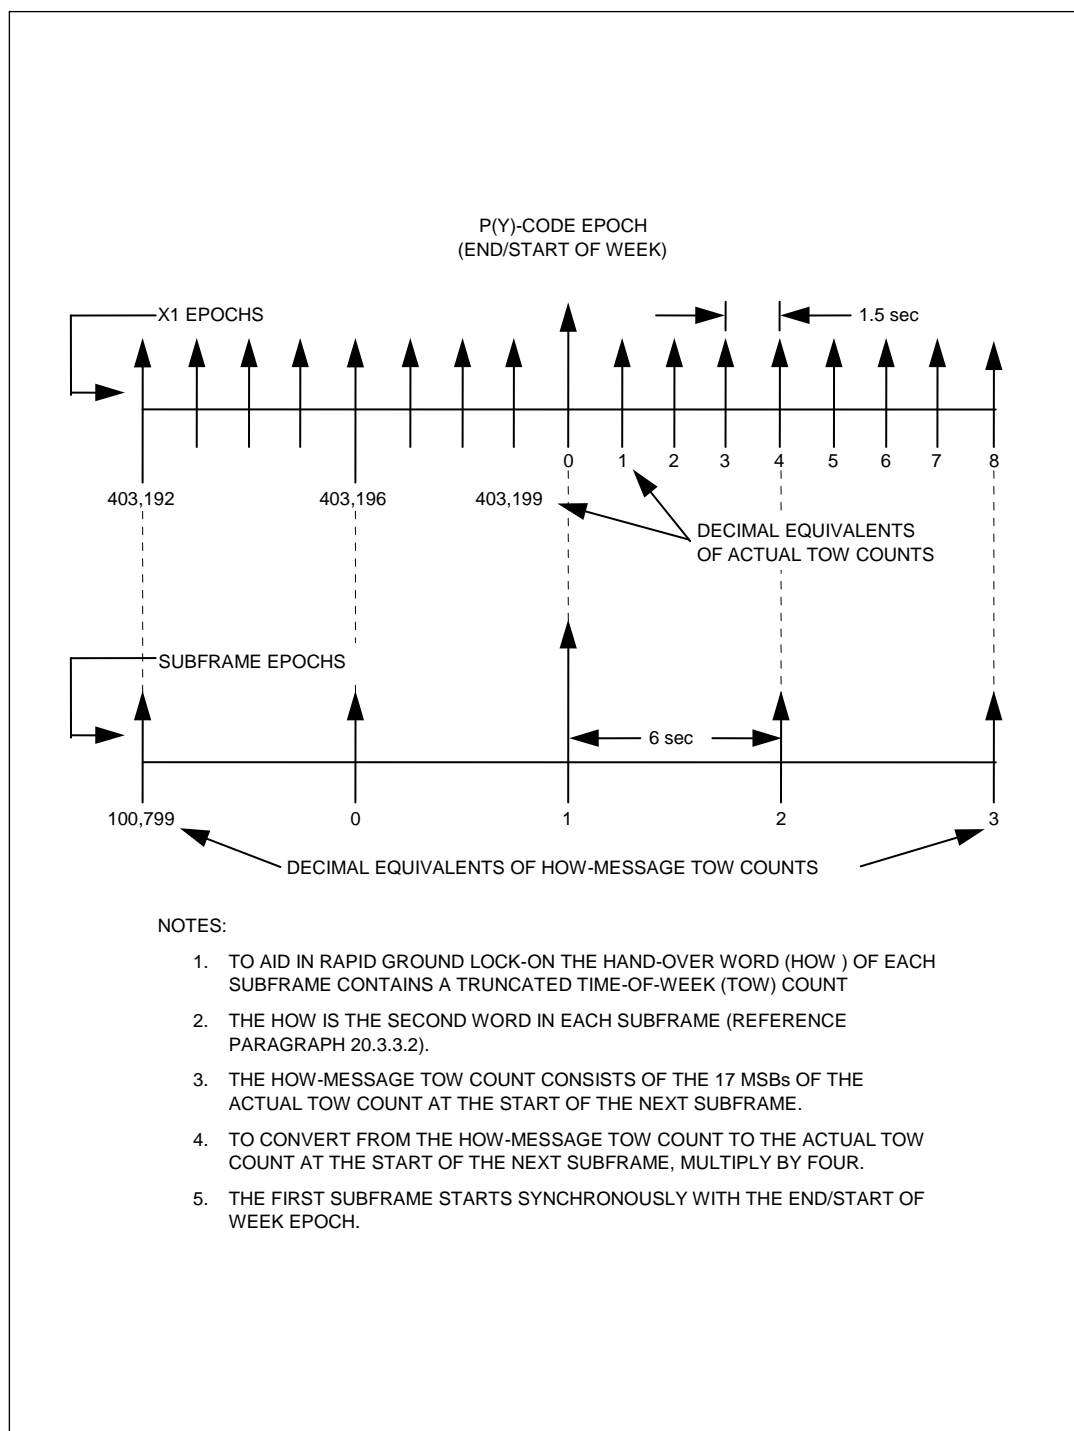 P(Y)-CODE EPOCH
(END/START OF WEEK)
X1 EPOCHS
1.5 sec
0 1 2 3 4 5 6 7 8
403,192 403,196 403,199
DECIMAL EQUIVALENTS
OF ACTUAL TOW COUNTS
SUBFRAME EPOCHS
6 sec
100,799 0 1 2 3
DECIMAL EQUIVALENTS OF HOW-MESSAGE TOW COUNTS
NOTES:
1. TO AID IN RAPID GROUND LOCK-ON THE HAND-OVER WORD (HOW ) OF EACH
SUBFRAME CONTAINS A TRUNCATED TIME-OF-WEEK (TOW) COUNT
2. THE HOW IS THE SECOND WORD IN EACH SUBFRAME (REFERENCE
PARAGRAPH 20.3.3.2).
3. THE HOW-MESSAGE TOW COUNT CONSISTS OF THE 17 MSBs OF THE
ACTUAL TOW COUNT AT THE START OF THE NEXT SUBFRAME.
4. TO CONVERT FROM THE HOW-MESSAGE TOW COUNT TO THE ACTUAL TOW
COUNT AT THE START OF THE NEXT SUBFRAME, MULTIPLY BY FOUR.
5. THE FIRST SUBFRAME STARTS SYNCHRONOUSLY WITH THE END/START OF
WEEK EPOCH.